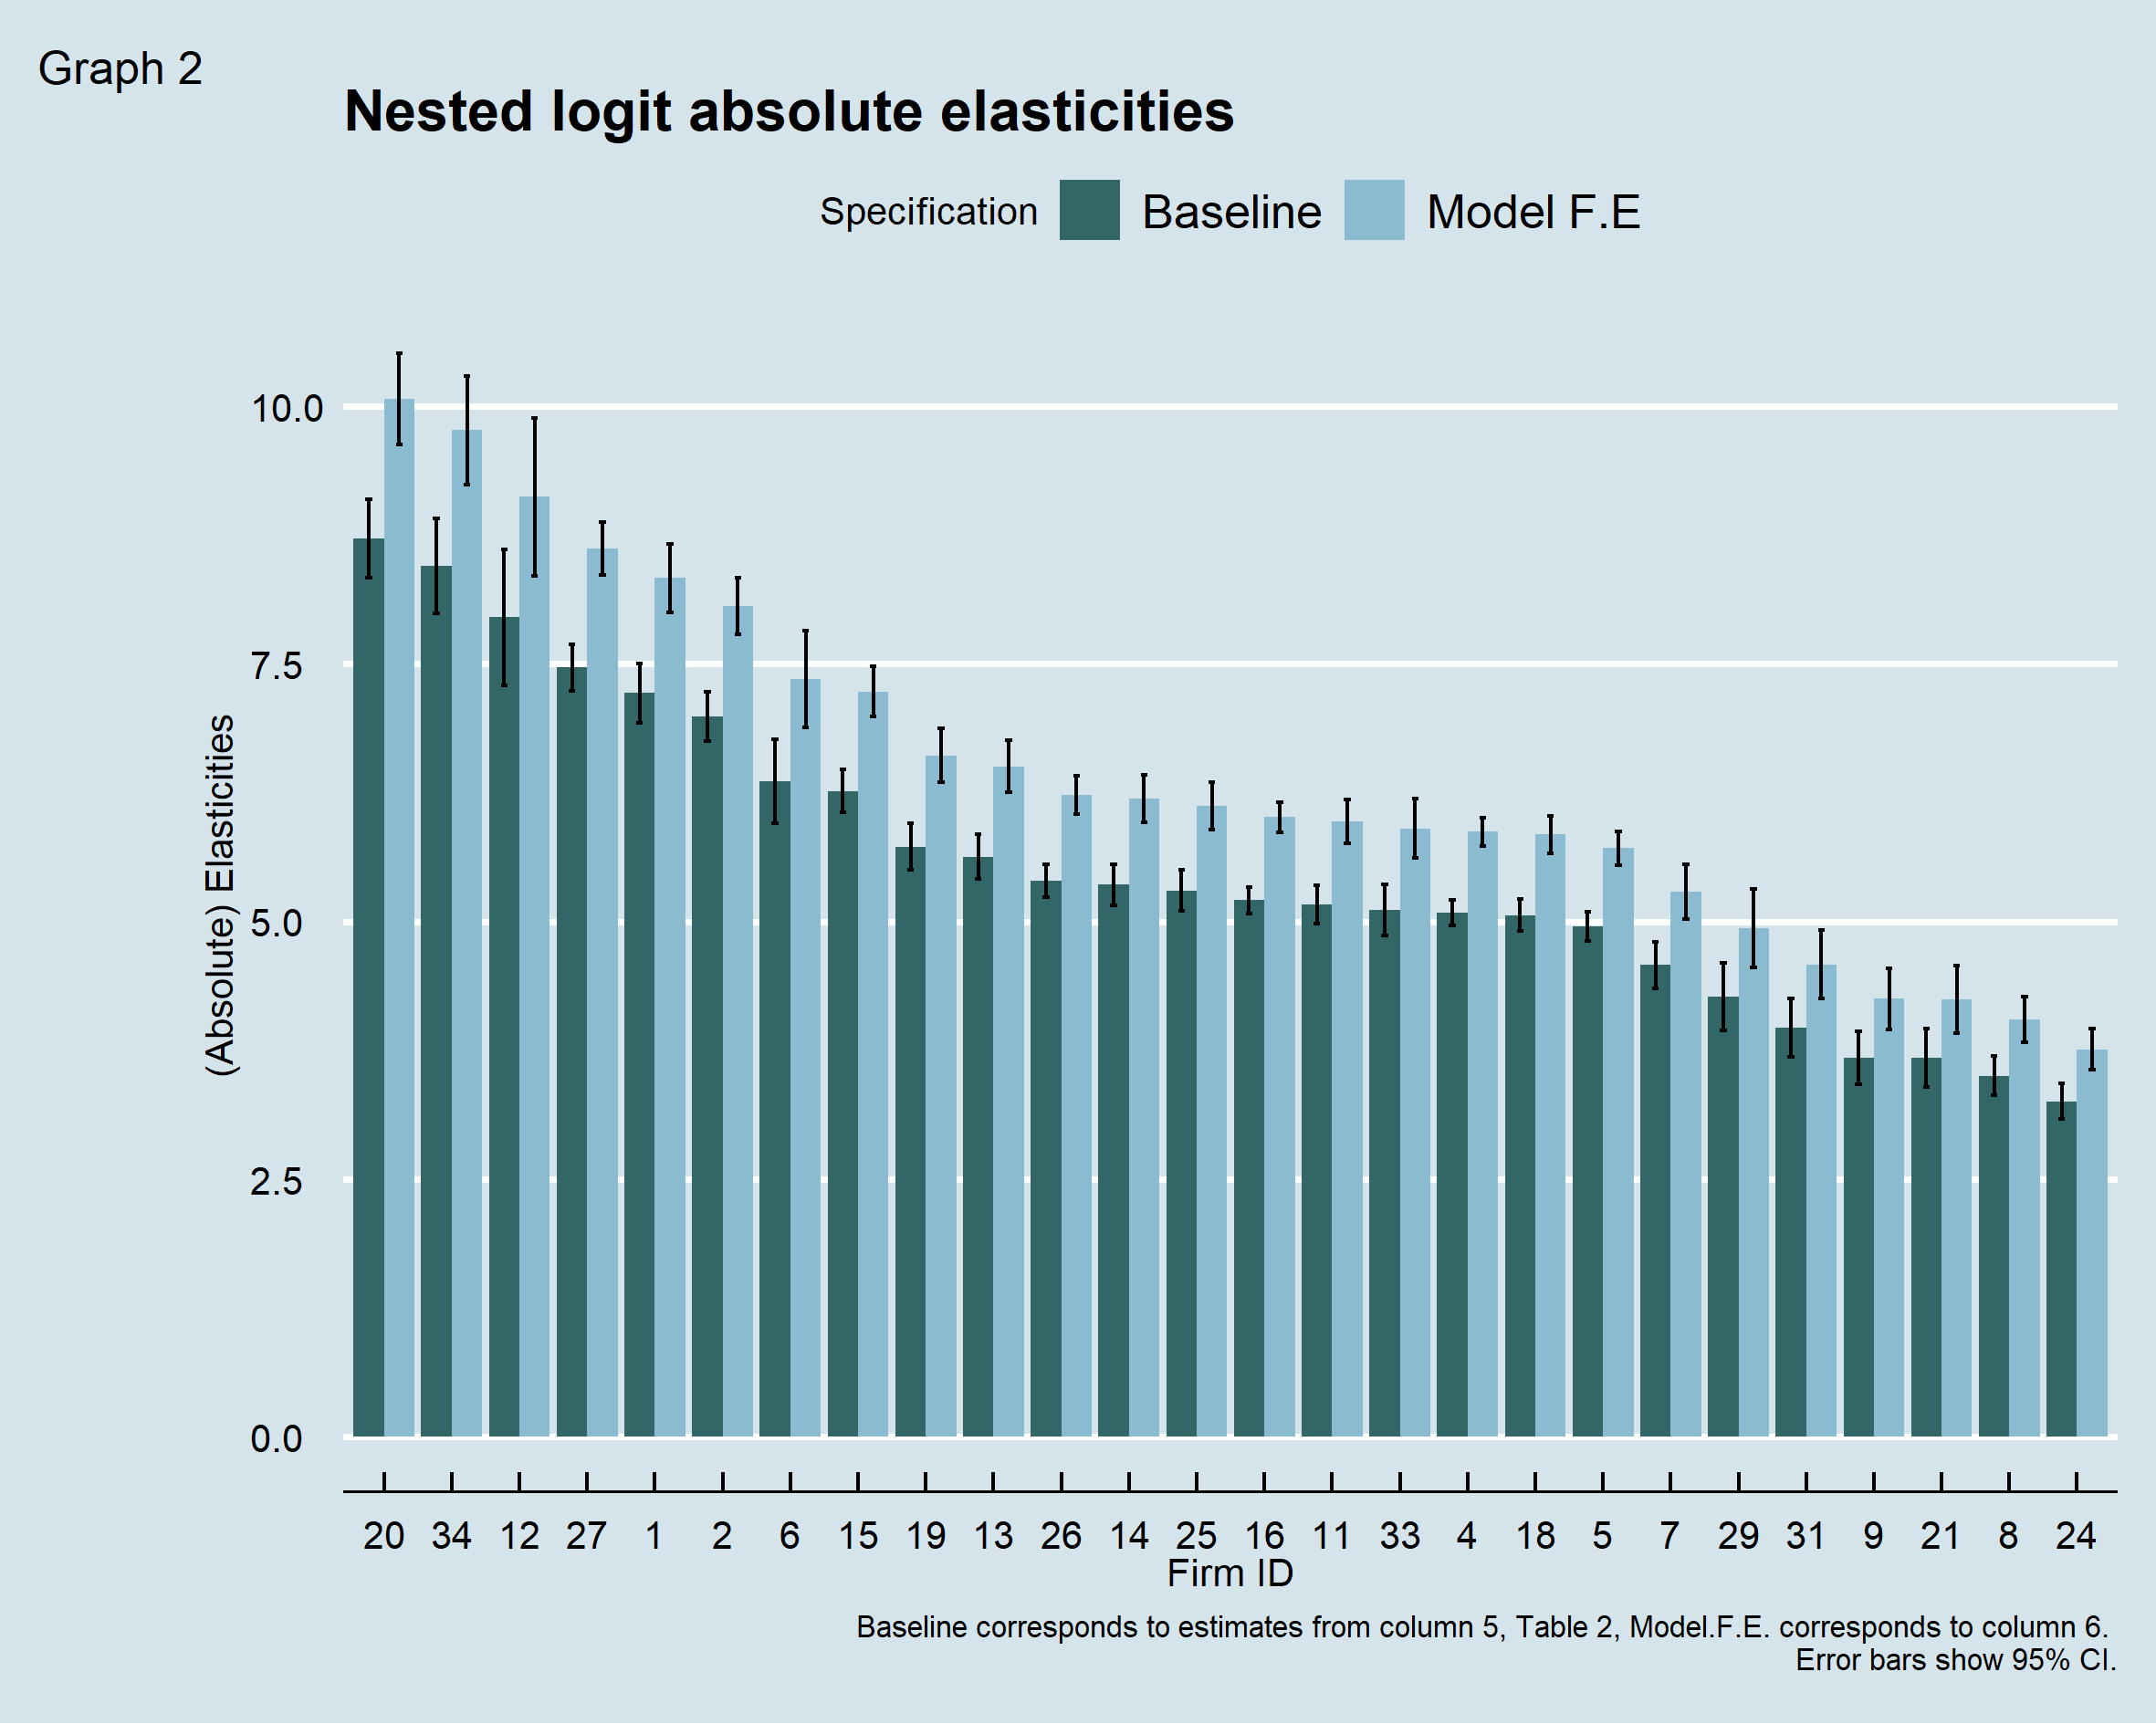 Graph 2
Nested logit absolute elasticities
Specification Baseline Model F.E
(Absolute) Elasticities
10.0
7.5
5.0
2.5
0.0
20 34 12 27 1 2 6 15 19 13 26 14 25 16 11 33 4 18 5 7 29 31 9 21 8 24
Firm ID
Baseline corresponds to estimates from column 5, Table 2, Model.F.E. corresponds to column 6.
Error bars show 95% CI.